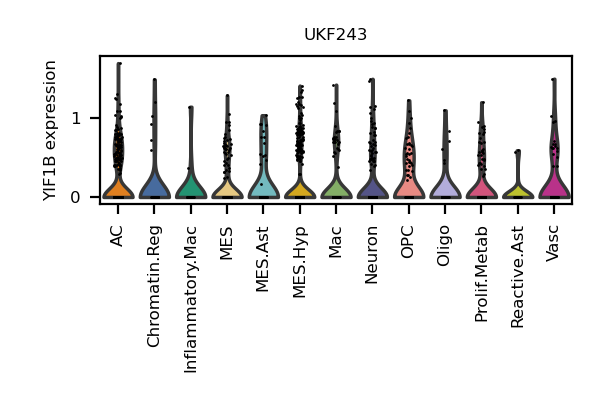 UKF243
YIF1B expression
1
0
AC
Chromatin.Reg
Inflammatory.Mac
MES
MES.Ast
MES.Hyp
Mac
Neuron
OPC
Oligo
Prolif.Metab
Reactive.Ast
Vasc